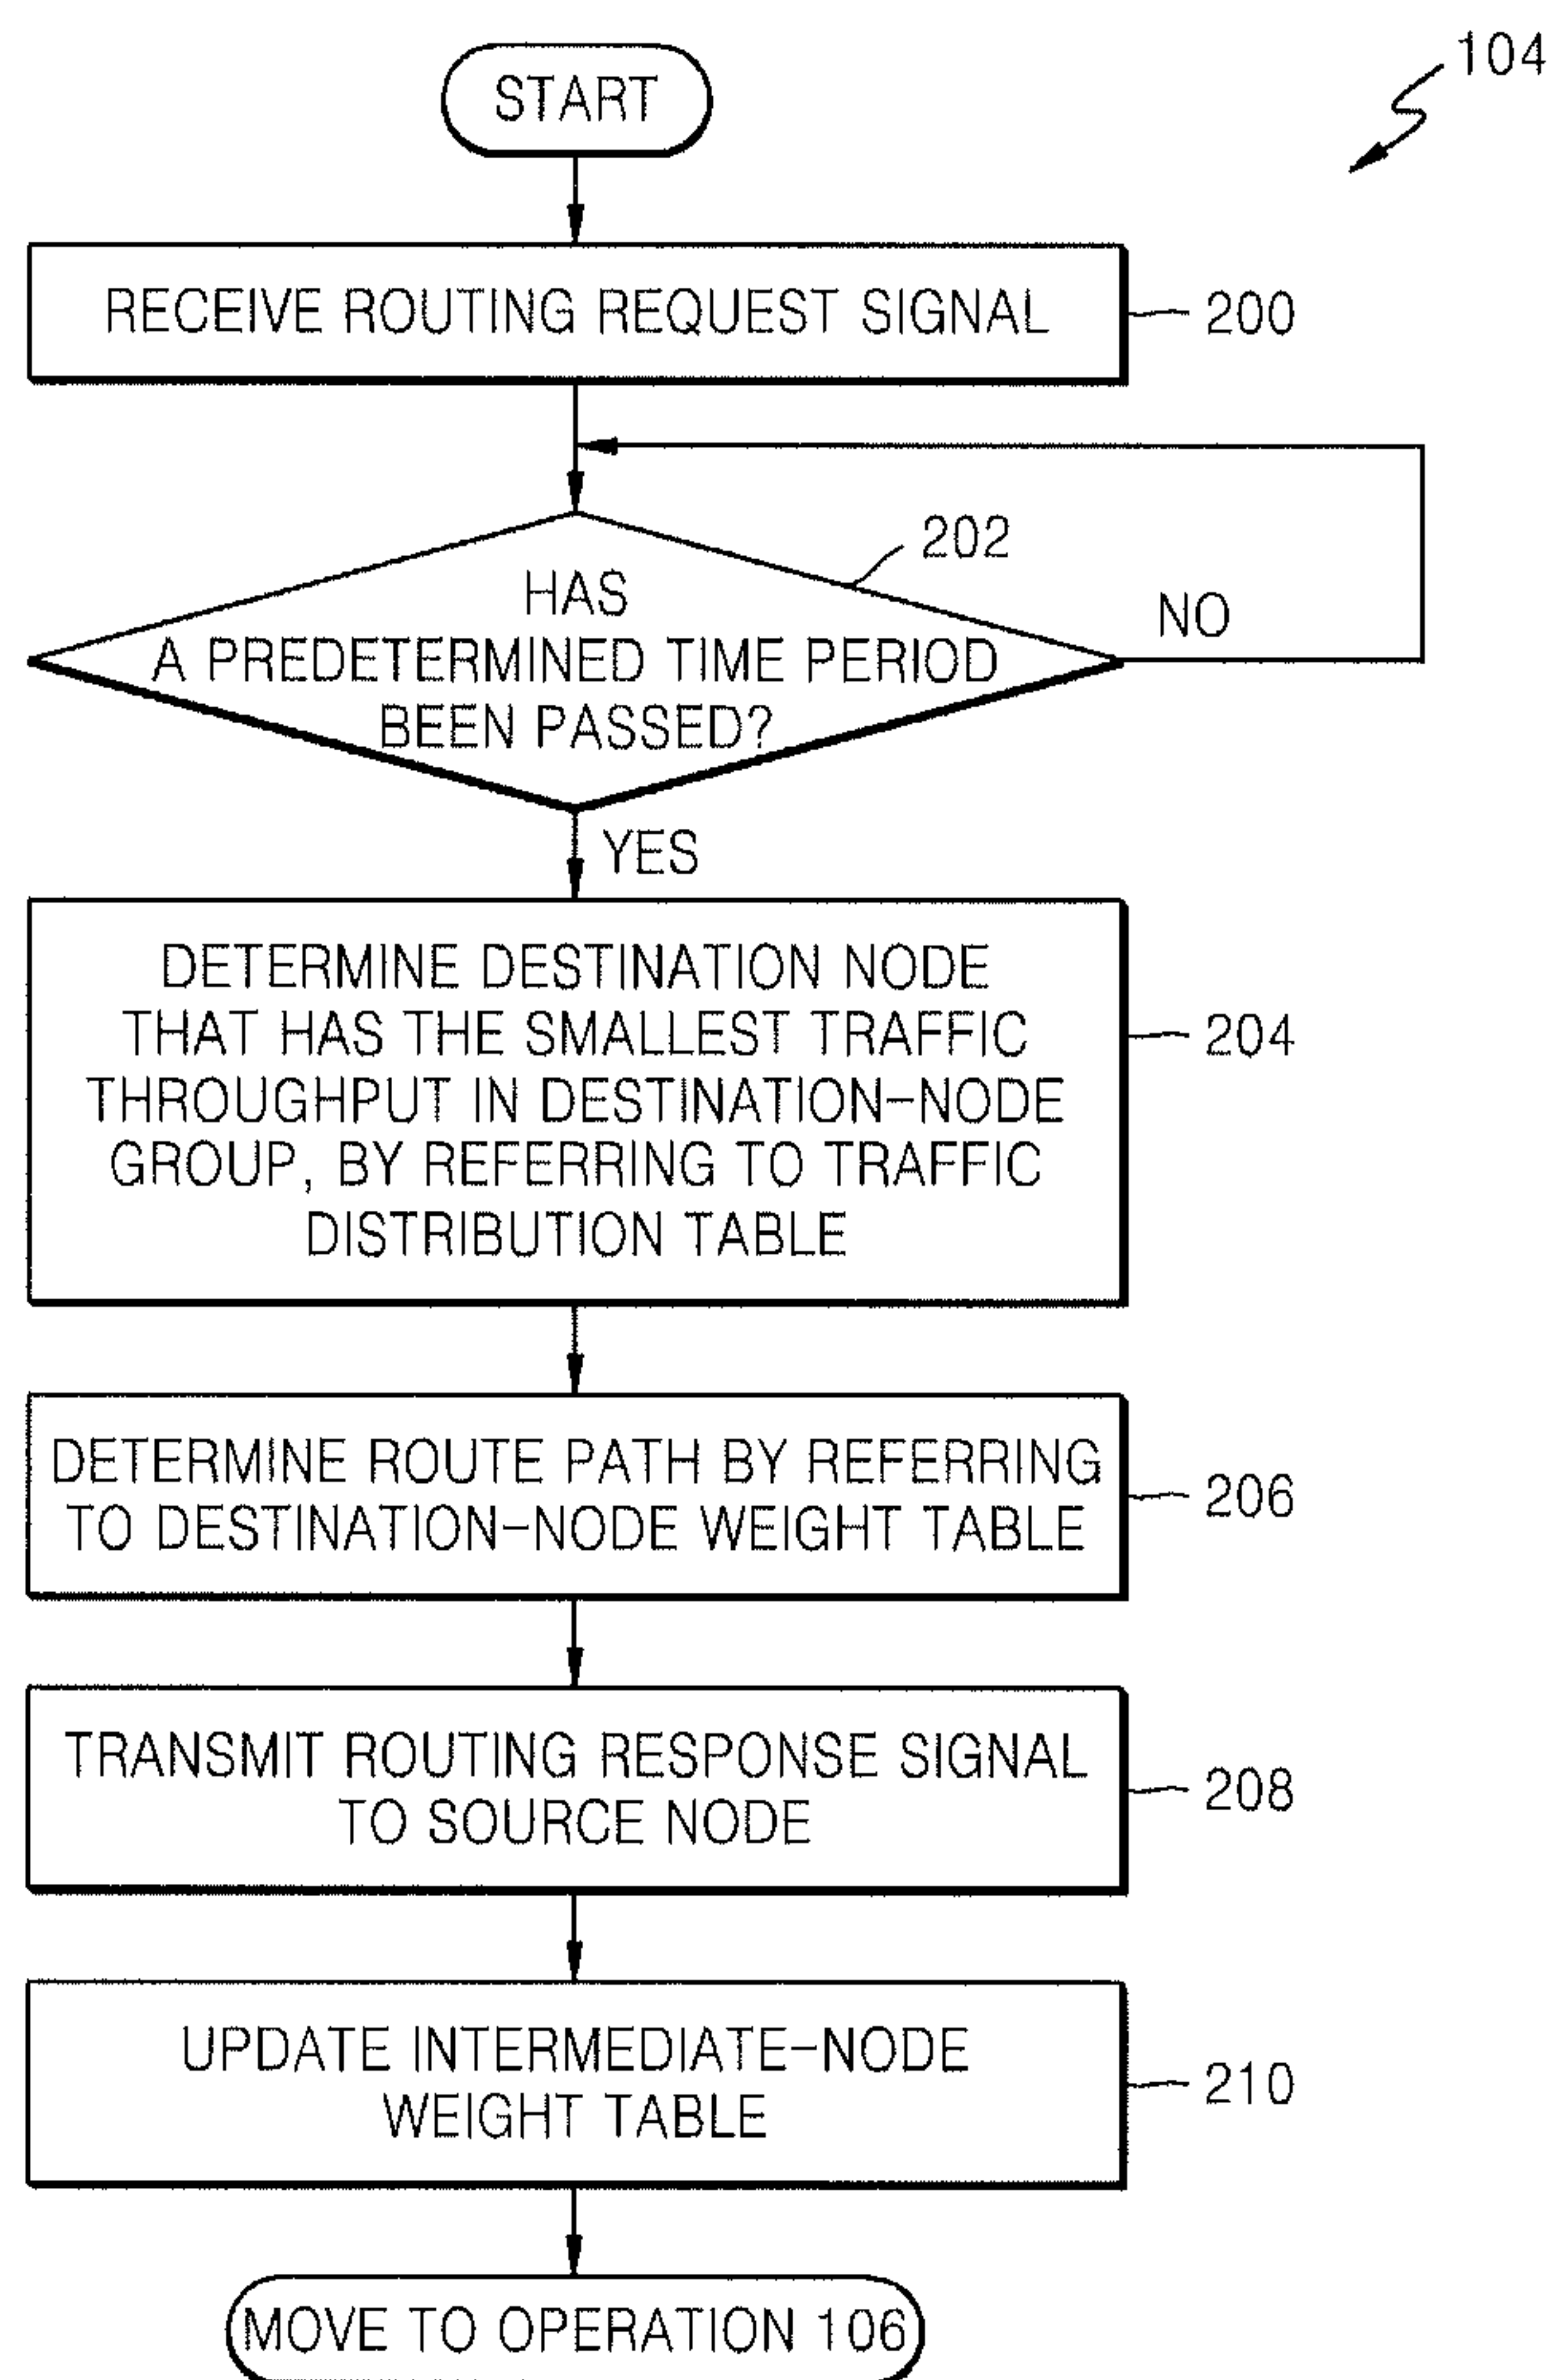 104
START
RECEIVE ROUTING REQUEST SIGNAL
200
202
HAS
A PREDETERMINED TIME PERIOD
BEEN PASSED?
NO
YES
DETERMINE DESTINATION NODE
THAT HAS THE SMALLEST TRAFFIC
THROUGHPUT IN DESTINATION-NODE
GROUP, BY REFERRING TO TRAFFIC
DISTRIBUTION TABLE
204
DETERMINE ROUTE PATH BY REFERRING
TO DESTINATION-NODE WEIGHT TABLE
206
TRANSMIT ROUTING RESPONSE SIGNAL
TO SOURCE NODE
208
UPDATE INTERMEDIATE-NODE
WEIGHT TABLE
210
MOVE TO OPERATION 106